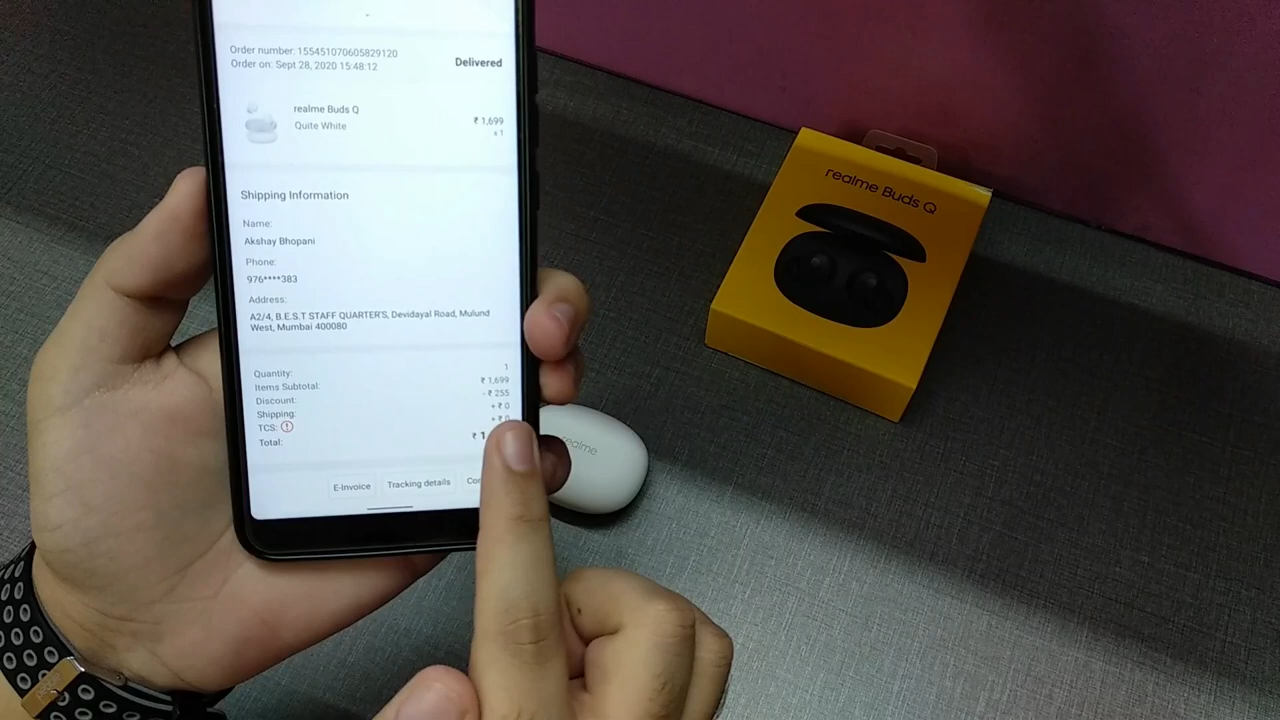 Order number: 155451070605829120
Order on: Sept 28, 2020 15:48:12
Delivered
realme Buds Q
Quite White
₹ 1,699
x 1
Shipping Information
Name:
Akshay Bhopani
Phone:
976****383
Address:
A2/4, B.E.S.T STAFF QUARTER'S, Devidayal Road, Mulund
West, Mumbai 400080
Quantity: 1
Items Subtotal: ₹ 1,699
Discount: - ₹ 255
Shipping: + ₹ 0
TCS: + ₹ 0
Total: ₹ 1
E-Invoice
Tracking details
realme
realme Buds Q